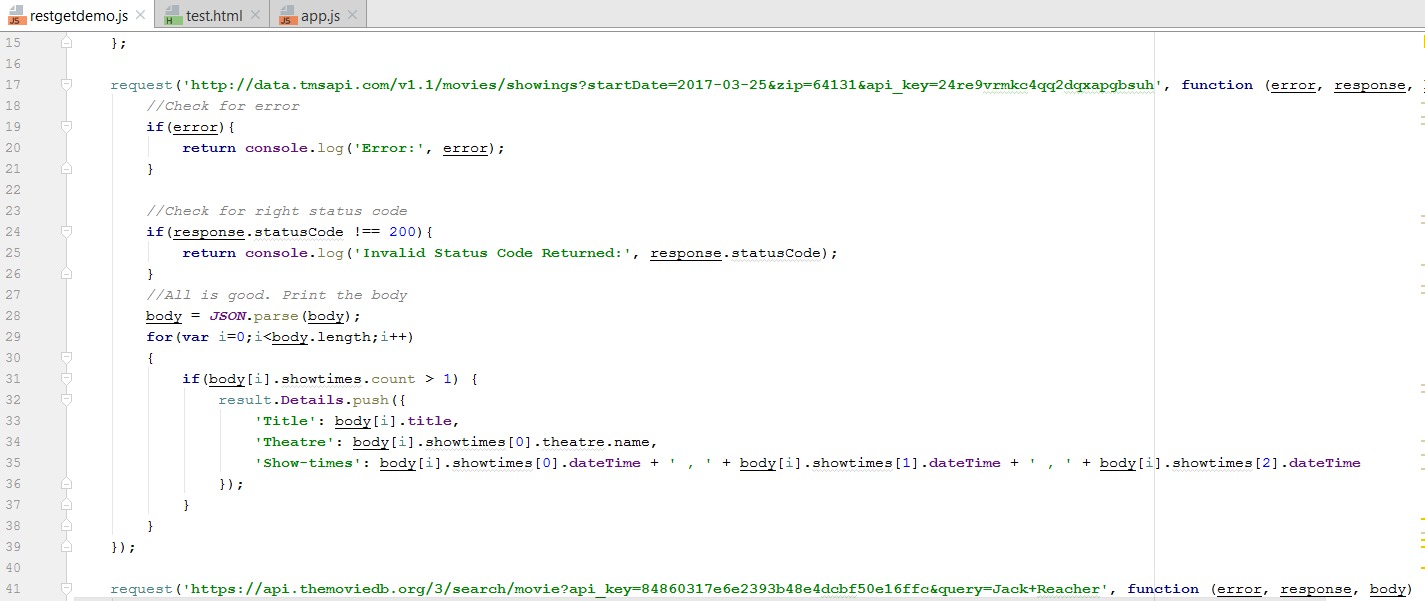 restgetdemo.js test.html app.js
15 };
16
17 request('http://data.tmsapi.com/v1.1/movies/showings?startDate=2017-03-25&zip=64131&api_key=24re9vrmkc4qq2dqxapgbsuh', function (error, response,
18 //Check for error
19 if(error){
20 return console.log('Error:', error);
21 }
22
23 //Check for right status code
24 if(response.statusCode !== 200){
25 return console.log('Invalid Status Code Returned:', response.statusCode);
26 }
27 //All is good. Print the body
28 body = JSON.parse(body);
29 for(var i=0;i<body.length;i++)
30 {
31 if(body[i].showtimes.count > 1) {
32 result.Details.push({
33 'Title': body[i].title,
34 'Theatre': body[i].showtimes[0].theatre.name,
35 'Show-times': body[i].showtimes[0].dateTime + ' , ' + body[i].showtimes[1].dateTime + ' , ' + body[i].showtimes[2].dateTime
36 });
37 }
38 }
39 });
40
41 request('https://api.themoviedb.org/3/search/movie?api_key=84860317e6e2393b48e4dcbf50e16ffc&query=Jack+Reacher', function (error, response, body)